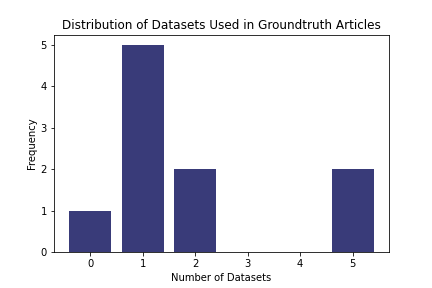 Distribution of Datasets Used in Groundtruth Articles
Frequency
5
4
3
2
1
0
0 1 2 3 4 5
Number of Datasets